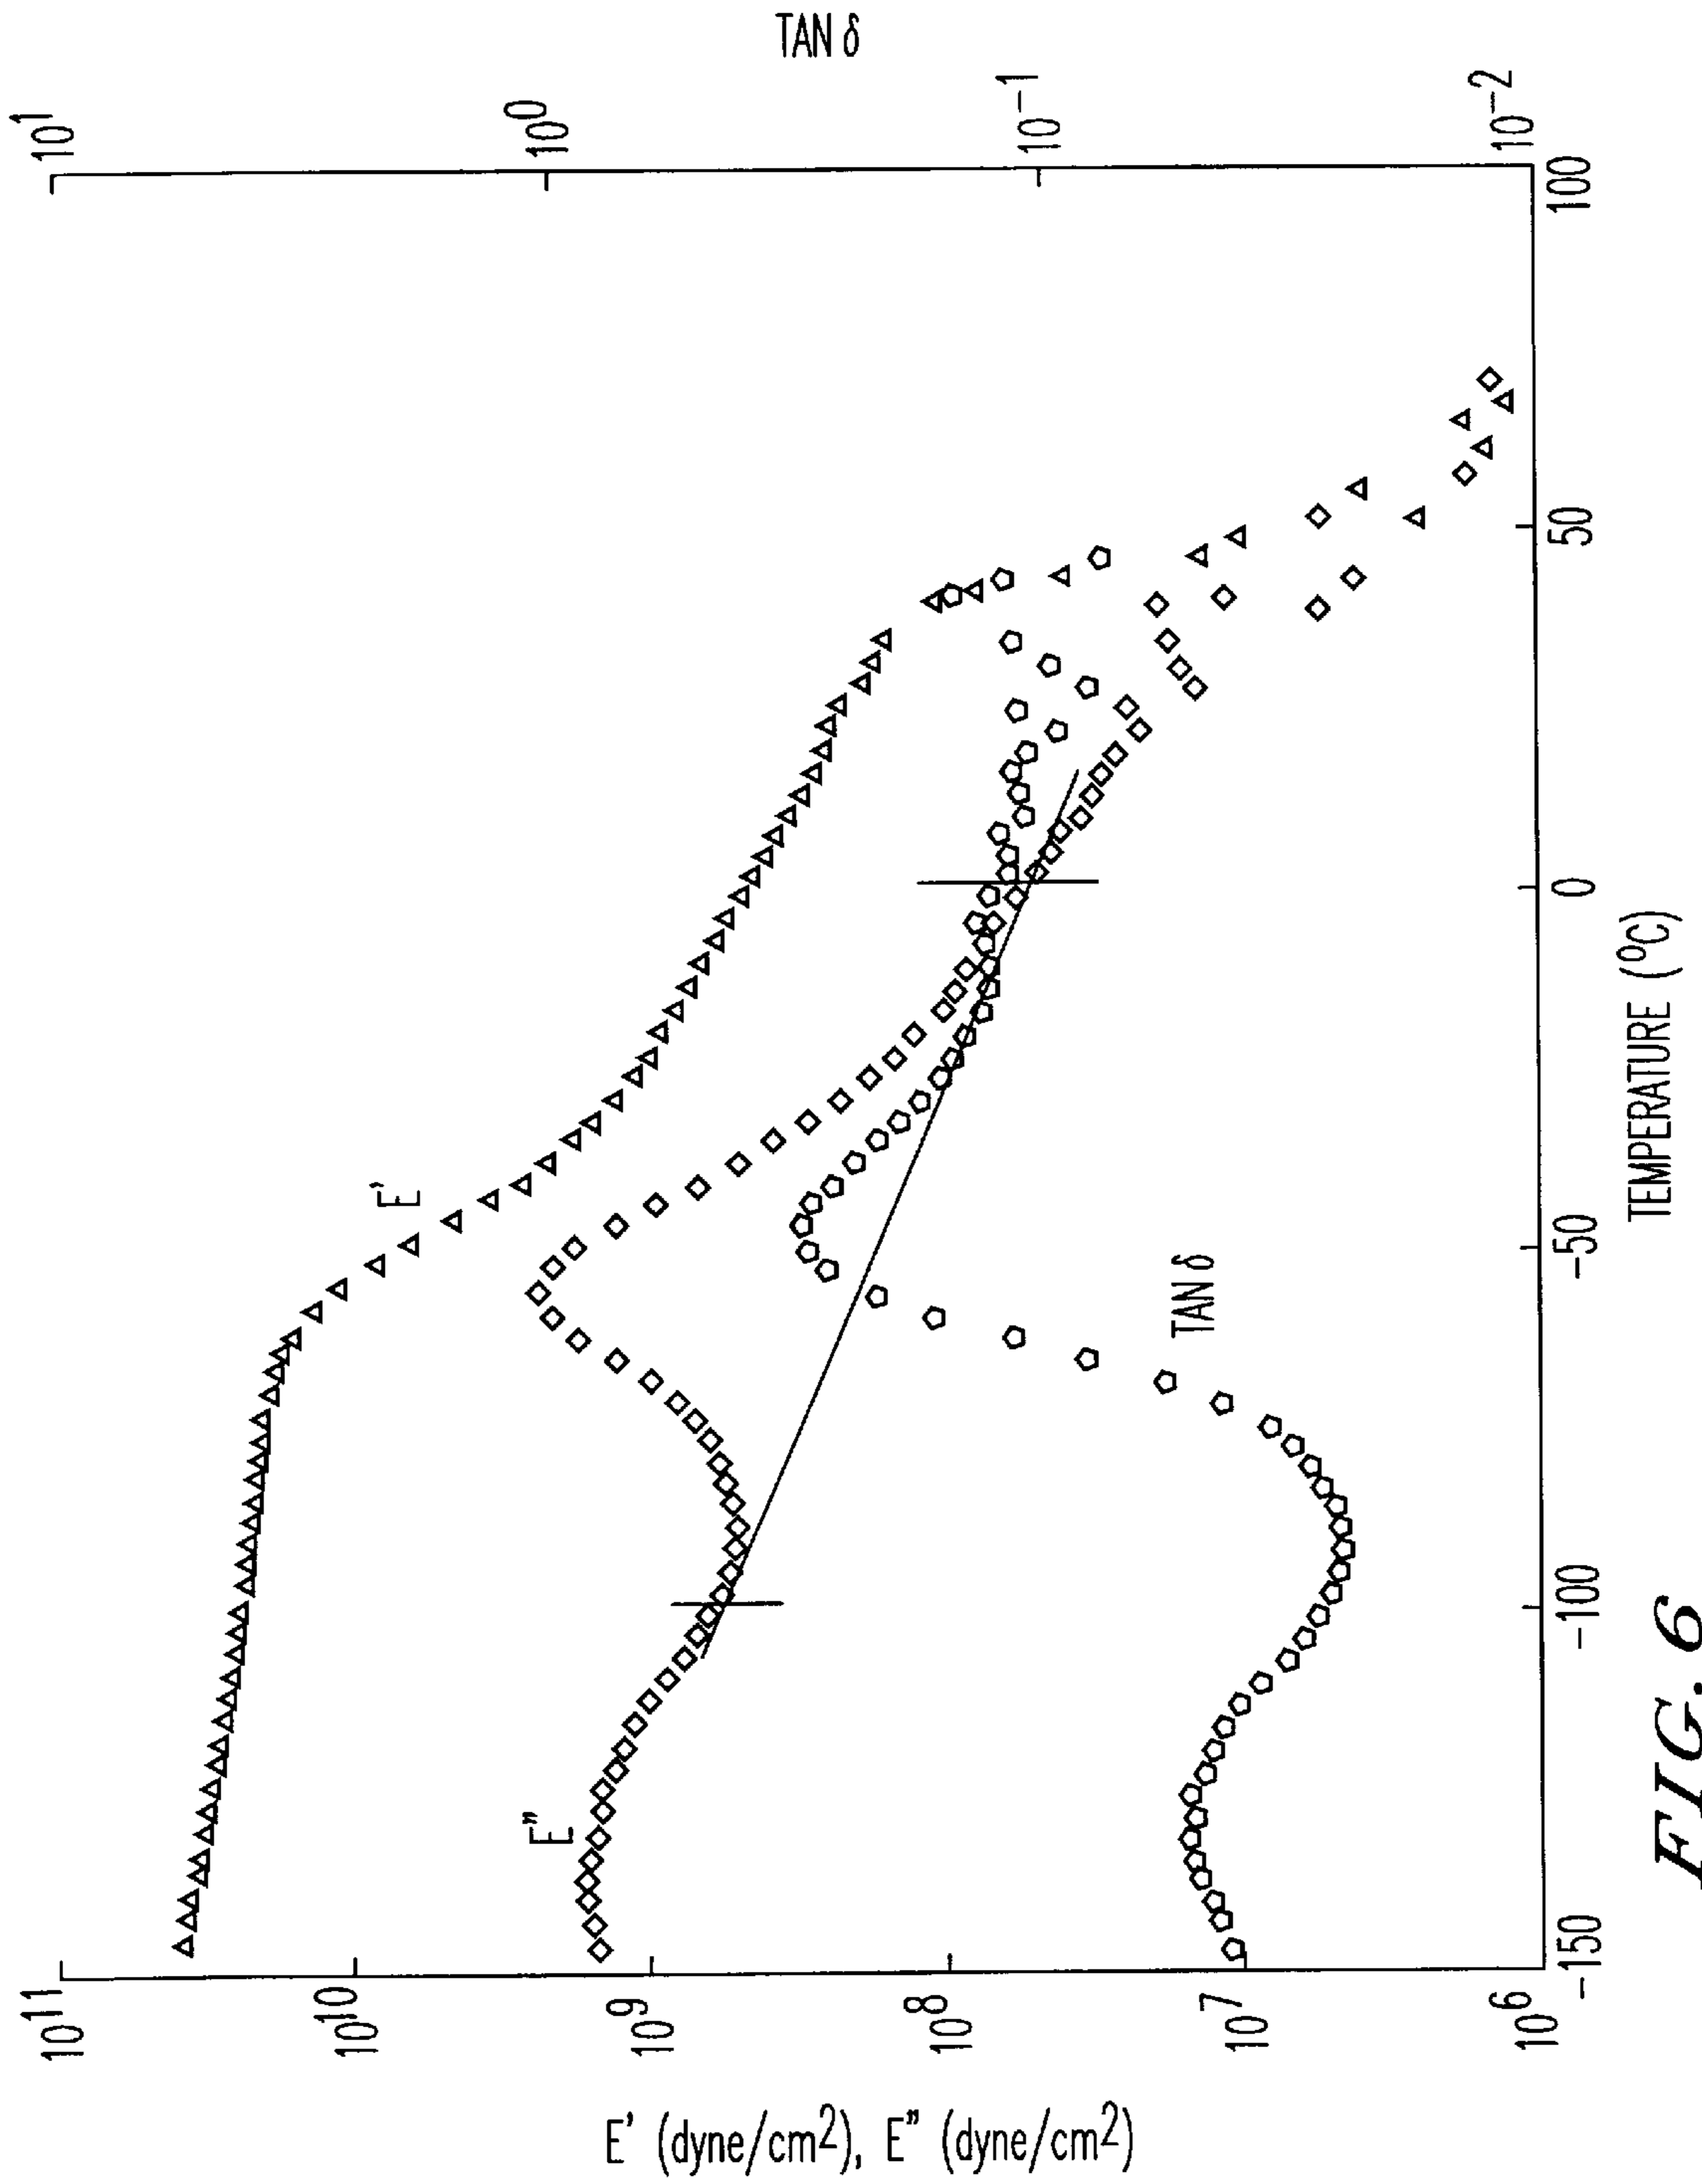 E' (dyne/cm2), E" (dyne/cm2)
10^11
10^10
10^9
10^8
10^7
10^6
E'
E"
TAN δ
TAN δ
10^1
10^0
10^-1
10^-2
-150
-100
-50
0
50
100
TEMPERATURE (°C)
FIG. 6